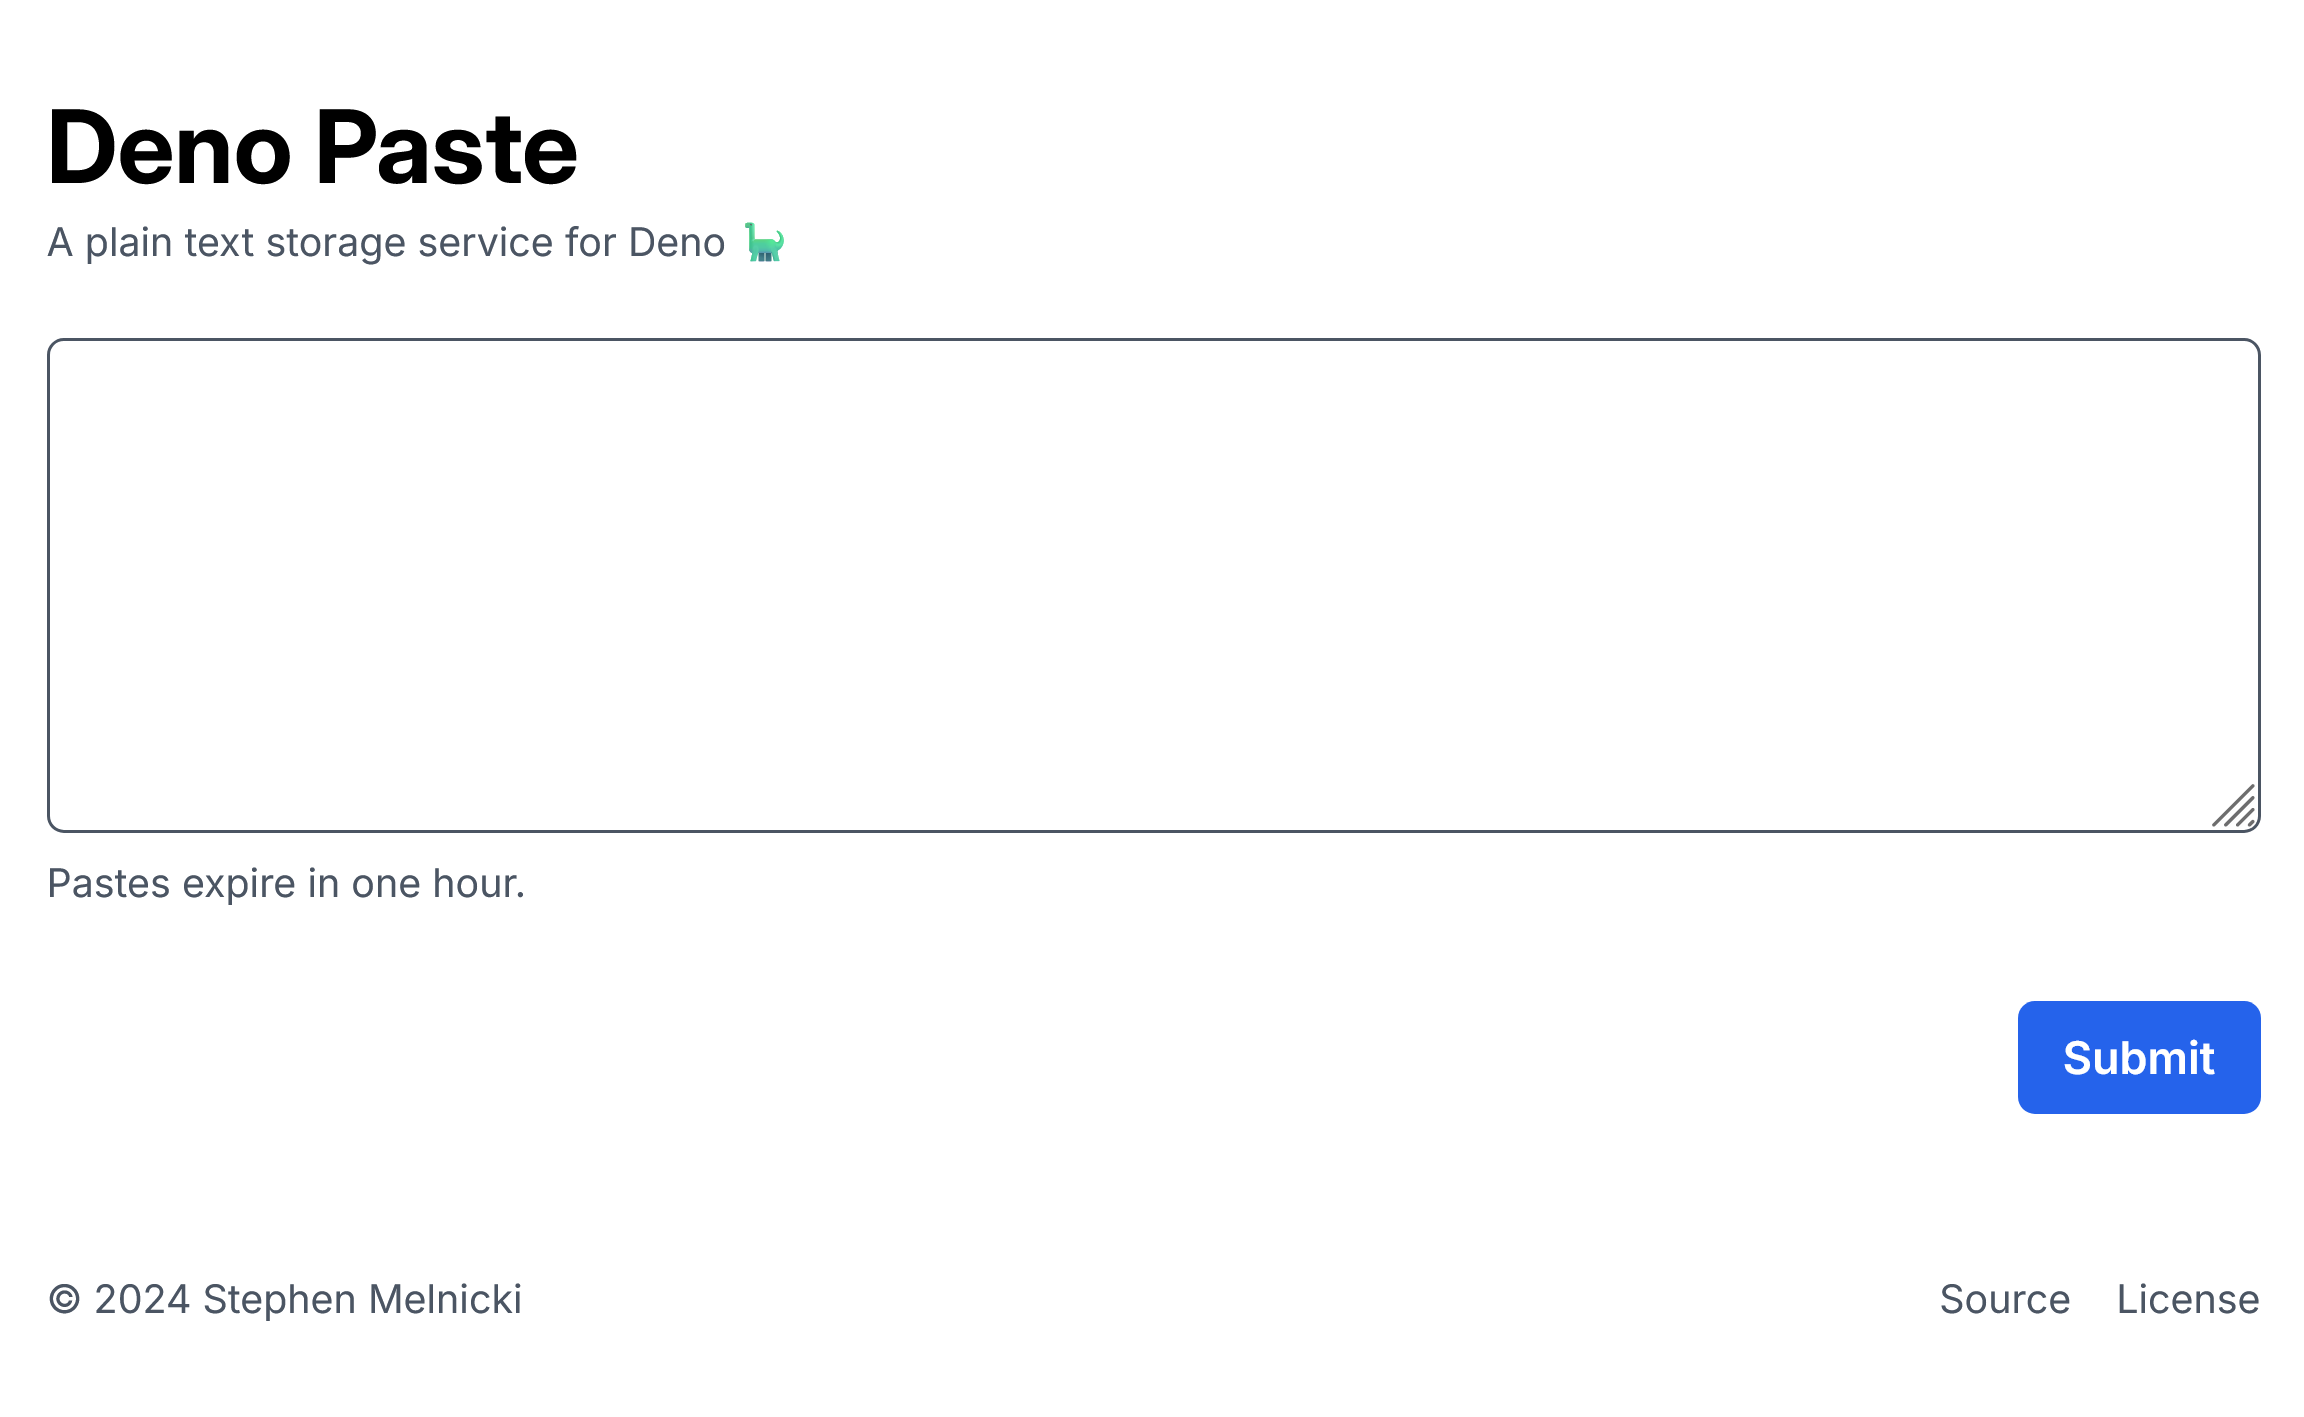 Deno Paste
A plain text storage service for Deno 🦕
Pastes expire in one hour.
Submit
© 2024 Stephen Melnicki
Source License